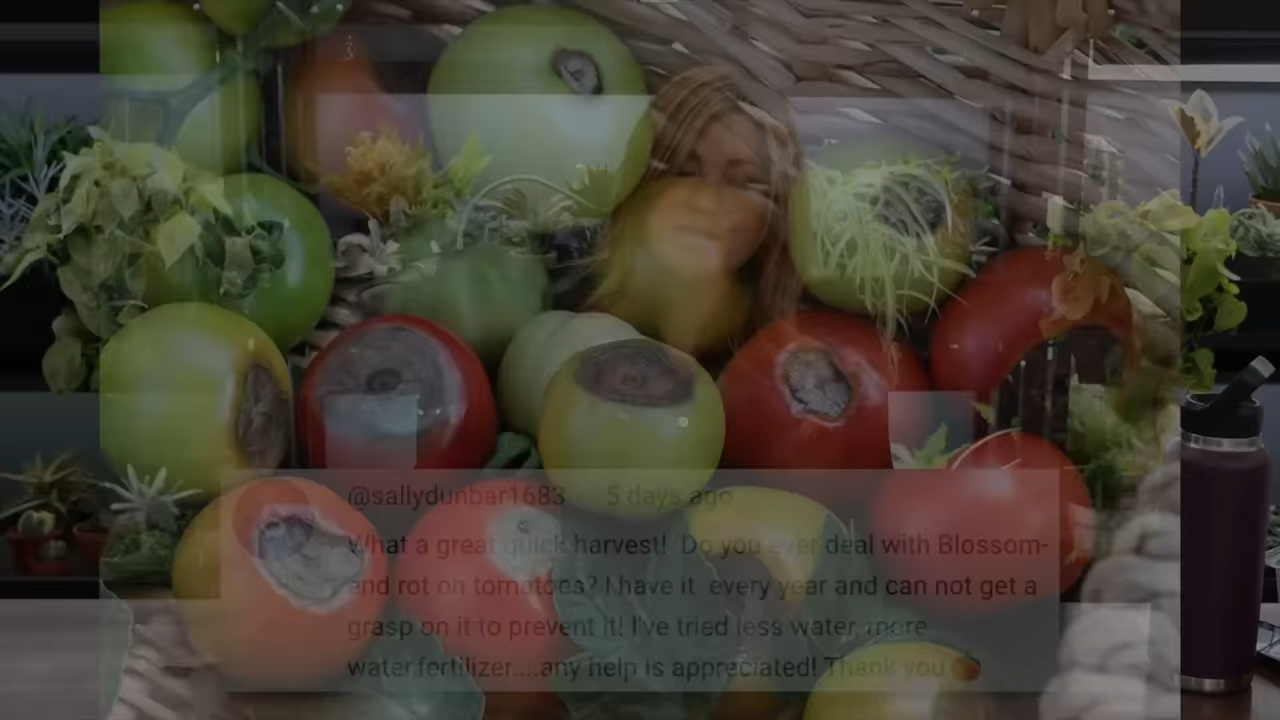 @sallydunbar1683 5 days ago
What a great quick harvest! Do you ever deal with Blossom-
end rot on tomatoes? I have it every year and can not get a
grasp on it to prevent it! I've tried less water, more
water,fertilizer....any help is appreciated! Thank you